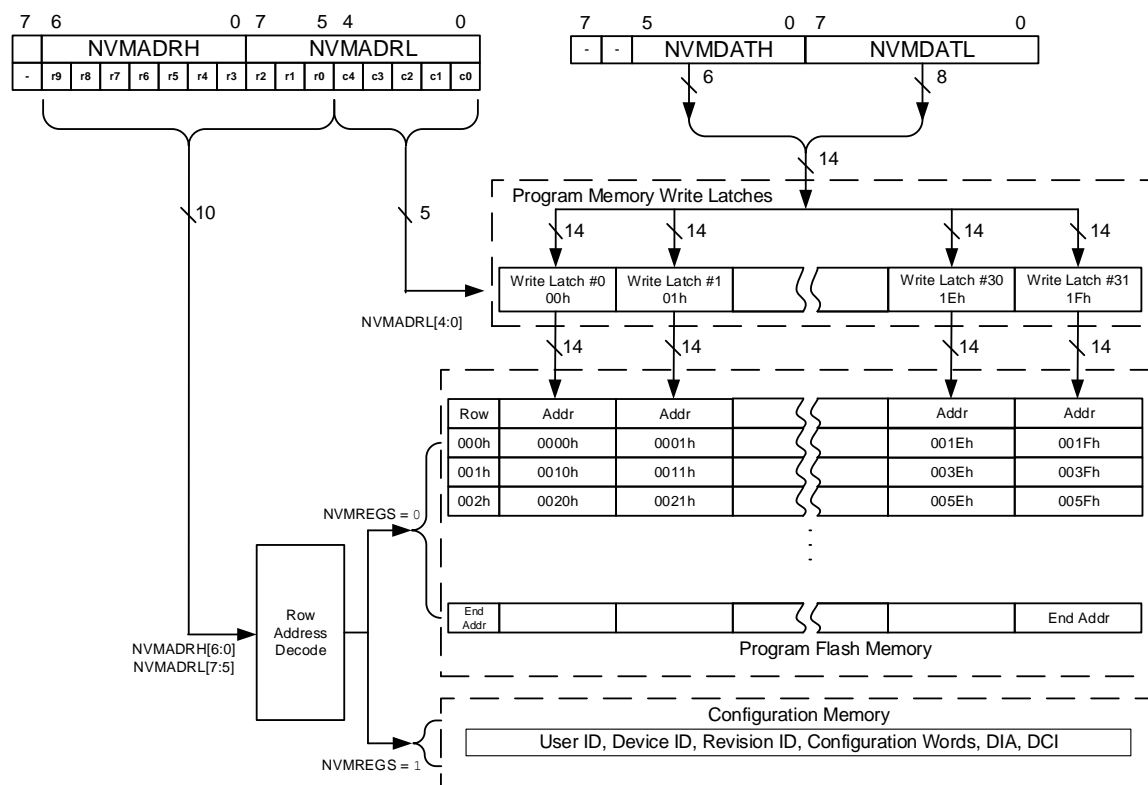 7 6 0 7 5 4 0
NVMADRH NVMADRL
- r9 r8 r7 r6 r5 r4 r3 r2 r1 r0 c4 c3 c2 c1 c0
7 5 0 7 0
- - NVMDATH NVMDATL
6 8
14
10 5
Program Memory Write Latches
14 14 14 14
Write Latch #0 Write Latch #1 Write Latch #30 Write Latch #31
00h 01h 1Eh 1Fh
NVMADRL[4:0]
14 14 14 14
Row Addr Addr Addr Addr
000h 0000h 0001h 001Eh 001Fh
001h 0010h 0011h 003Eh 003Fh
002h 0020h 0021h 005Eh 005Fh
NVMREGS = 0
End
Addr
End Addr
Program Flash Memory
Row
Address
Decode
NVMADRH[6:0]
NVMADRL[7:5]
Configuration Memory
User ID, Device ID, Revision ID, Configuration Words, DIA, DCI
NVMREGS = 1